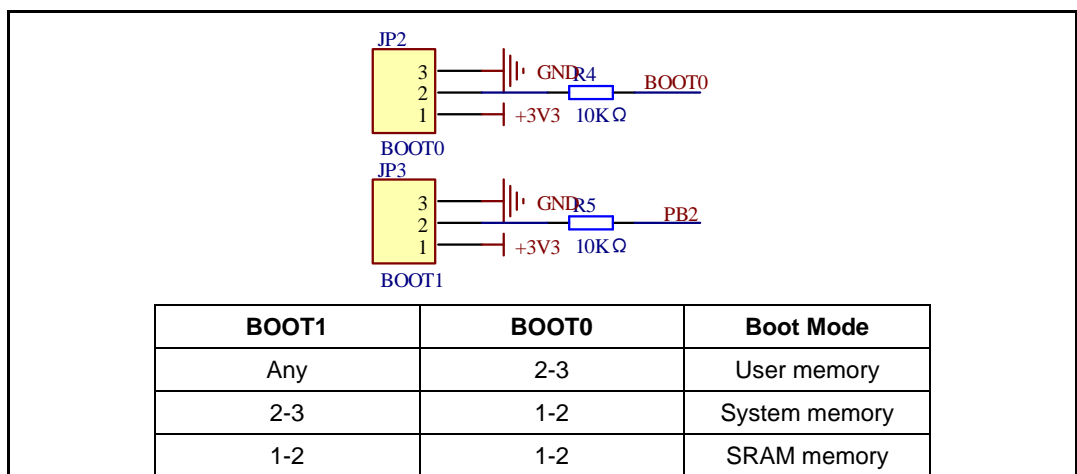 JP2
3 GND R4 BOOT0
2
1 +3V3 10KΩ
BOOT0
JP3
3 GND R5 PB2
2
1 +3V3 10KΩ
BOOT1
BOOT1 BOOT0 Boot Mode
Any 2-3 User memory
2-3 1-2 System memory
1-2 1-2 SRAM memory